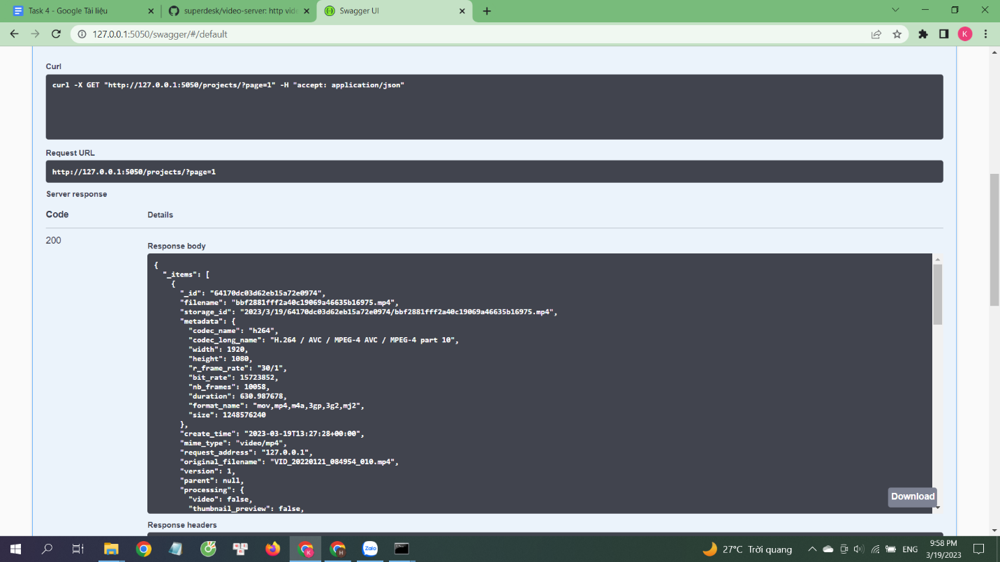 Task 4 - Google Tài liệu
superdesk/video-server: http vide
Swagger UI
127.0.0.1:5050/swagger/#/default
K
Curl
curl -X GET "http://127.0.0.1:5050/projects/?page=1" -H "accept: application/json"
Request URL
http://127.0.0.1:5050/projects/?page=1
Server response
Code
Details
200
Response body
{
"_items": [
{
"_id": "64170dc03d62eb15a72e0974",
"filename": "bbf2881fff2a40c19069a46635b16975.mp4",
"storage_id": "2023/3/19/64170dc03d62eb15a72e0974/bbf2881fff2a40c19069a46635b16975.mp4",
"metadata": {
"codec_name": "h264",
"codec_long_name": "H.264 / AVC / MPEG-4 AVC / MPEG-4 part 10",
"width": 1920,
"height": 1080,
"r_frame_rate": "30/1",
"bit_rate": 15723852,
"nb_frames": 10058,
"duration": 630.987678,
"format_name": "mov,mp4,m4a,3gp,3g2,mj2",
"size": 1248576240
},
"create_time": "2023-03-19T13:27:28+00:00",
"mime_type": "video/mp4",
"request_address": "127.0.0.1",
"original_filename": "VID_20220121_084954_010.mp4",
"version": 1,
"parent": null,
"processing": {
"video": false,
"thumbnail_preview": false,
Download
Response headers
K
H
Zalo
27°C Trời quang
ENG
9:58 PM
3/19/2023